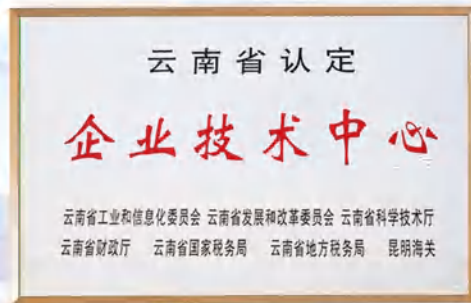 云南省认定
企业技术中心
云南省工业和信息化委员会 云南省发展和改革委员会 云南省科学技术厅
云南省财政厅 云南省国家税务局 云南省地方税务局 昆明海关